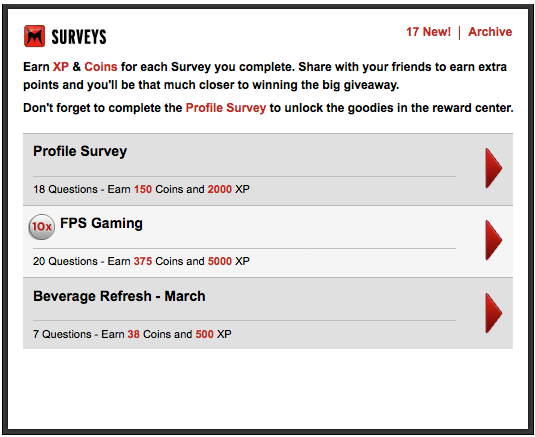 SURVEYS
17 New! | Archive
Earn XP & Coins for each Survey you complete. Share with your friends to earn extra
points and you'll be that much closer to winning the big giveaway.
Don't forget to complete the Profile Survey to unlock the goodies in the reward center.
Profile Survey
18 Questions - Earn 150 Coins and 2000 XP
10x FPS Gaming
20 Questions - Earn 375 Coins and 5000 XP
Beverage Refresh - March
7 Questions - Earn 38 Coins and 500 XP